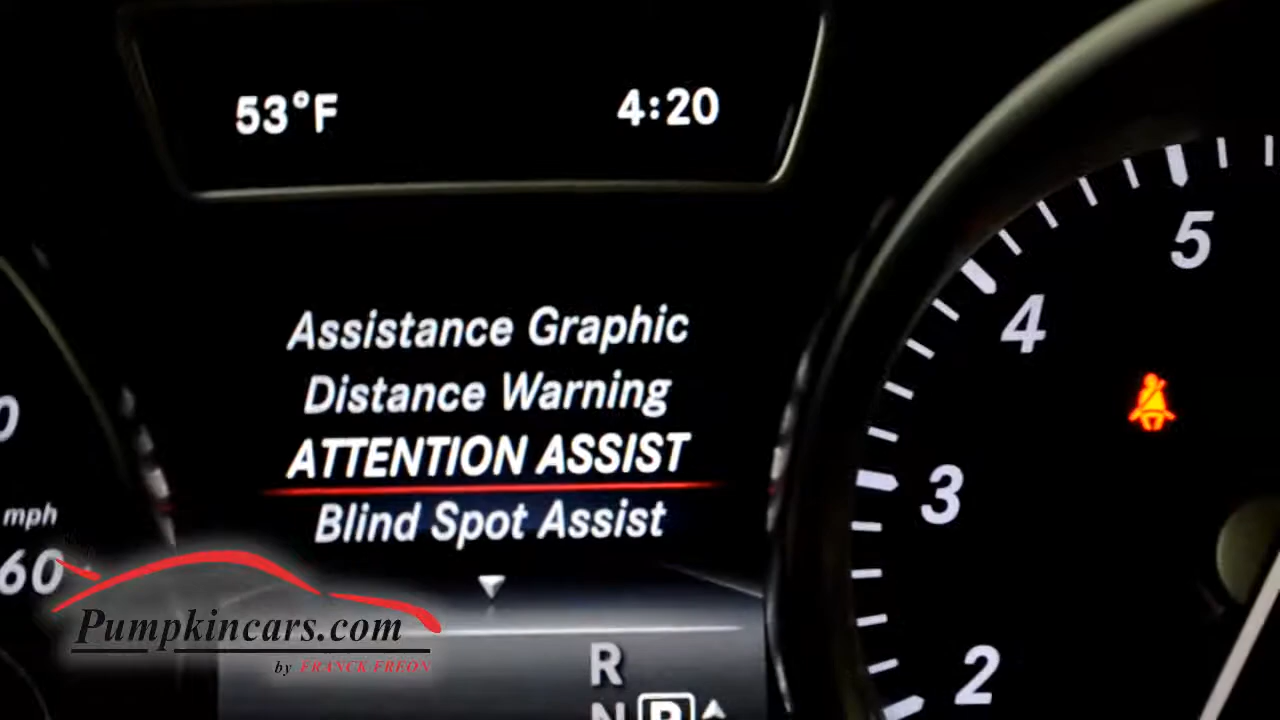 53°F 4:20
Assistance Graphic
Distance Warning
ATTENTION ASSIST
Blind Spot Assist
R
N P
mph
60
5
4
3
2
Pumpkincars.com
by FRANCK FREON